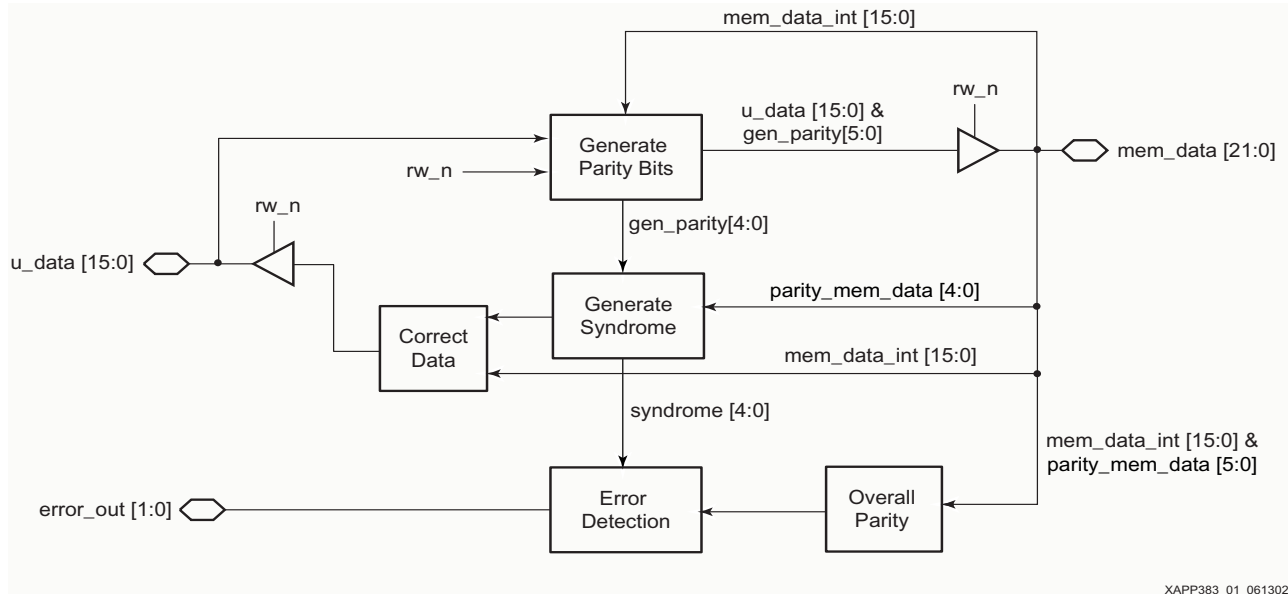 mem_data_int [15:0]
rw_n
u_data [15:0] &
gen_parity[5:0]
Generate
Parity Bits
mem_data [21:0]
rw_n
rw_n
gen_parity[4:0]
u_data [15:0]
parity_mem_data [4:0]
Generate
Syndrome
Correct
Data
mem_data_int [15:0]
syndrome [4:0]
mem_data_int [15:0] &
parity_mem_data [5:0]
error_out [1:0]
Error
Detection
Overall
Parity
XAPP383_01_061302